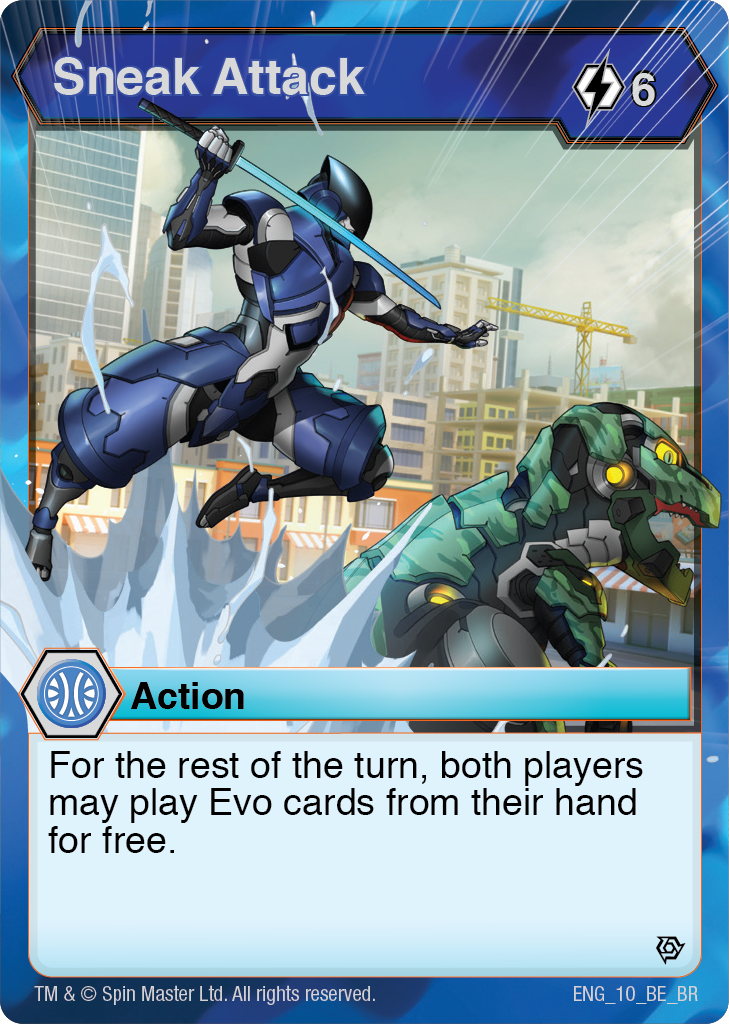 Sneak Attack
6
Action
For the rest of the turn, both players
may play Evo cards from their hand
for free.
TM & © Spin Master Ltd. All rights reserved.
ENG_10_BE_BR